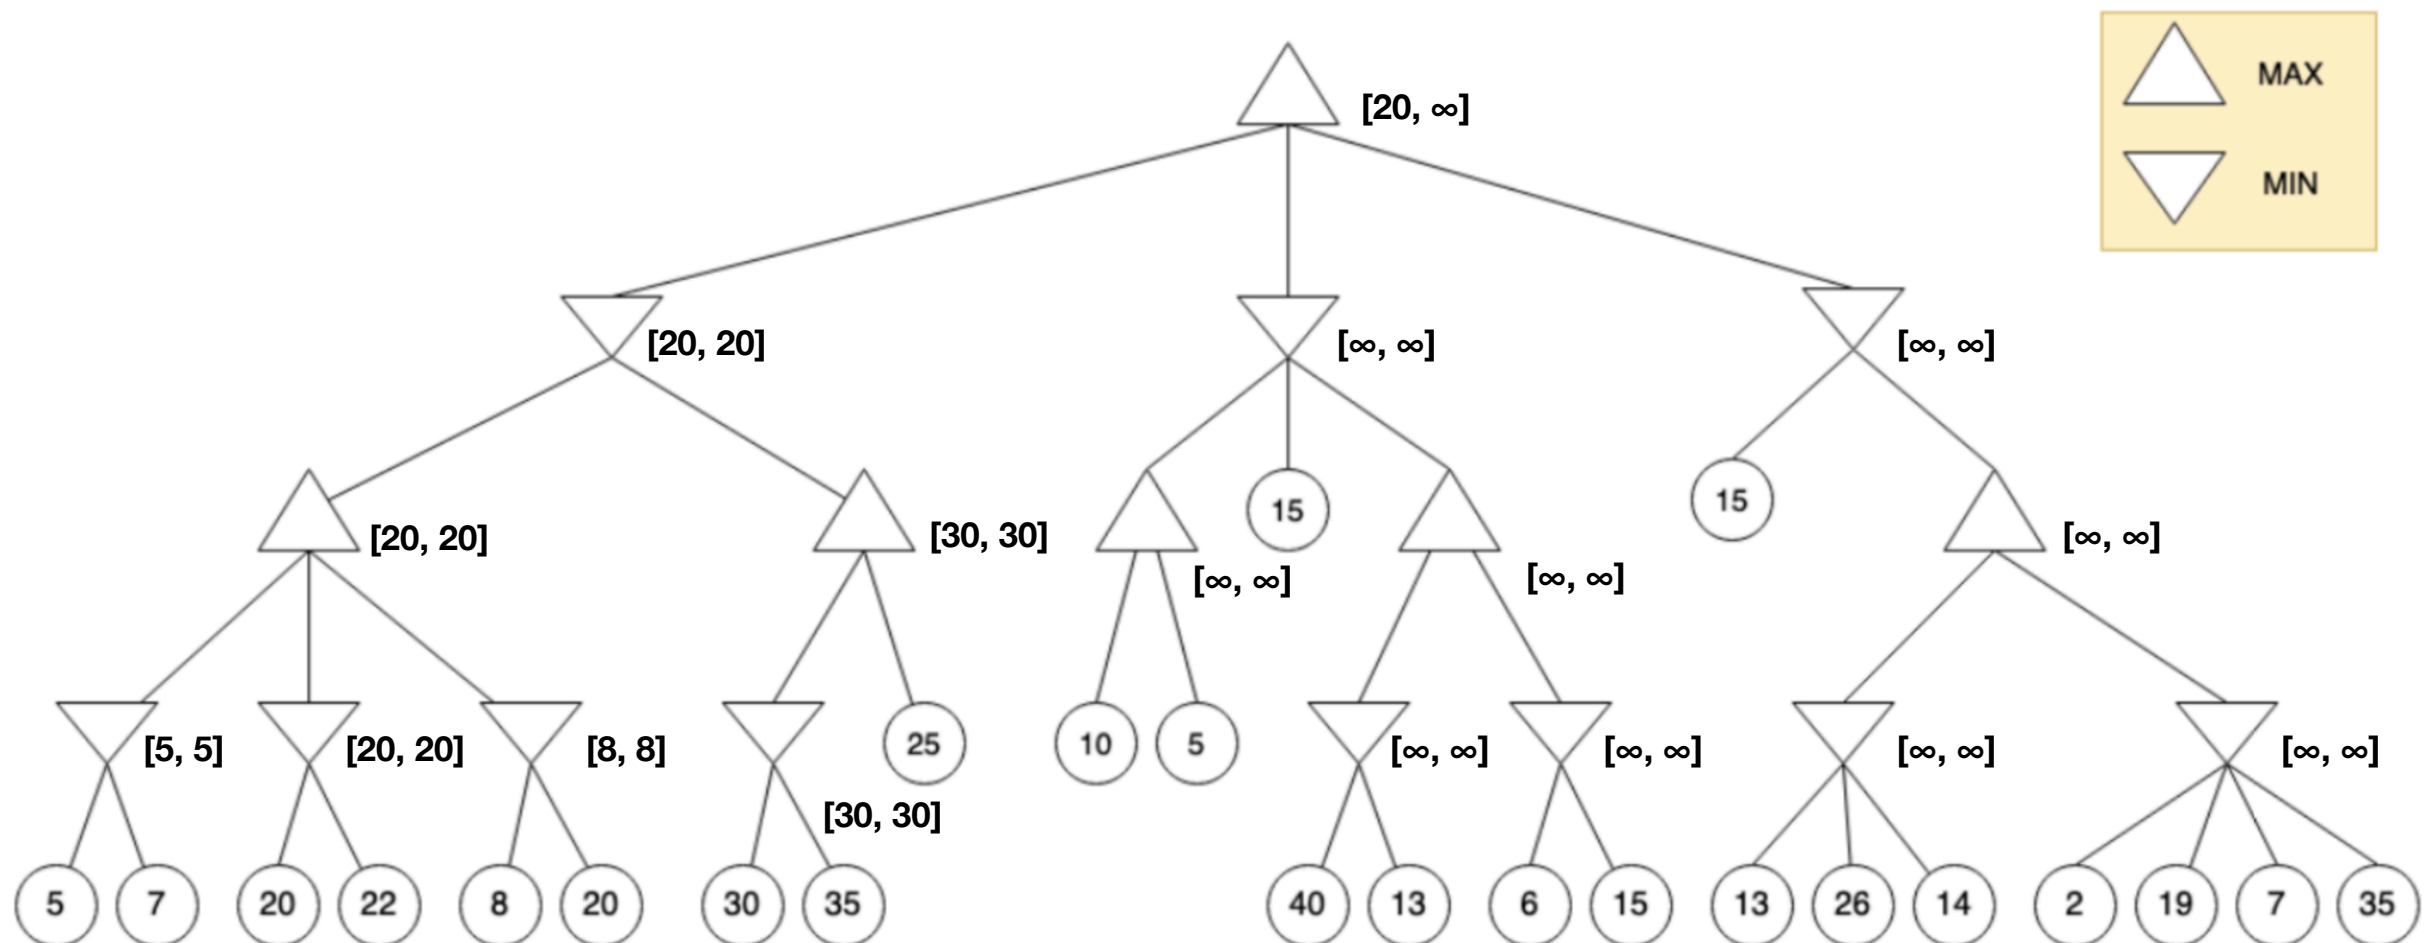 MAX
[20, ∞]
MIN
[20, 20] [∞, ∞] [∞, ∞]
15 15
[20, 20] [30, 30] [∞, ∞]
[∞, ∞] [∞, ∞]
25 10 5
[5, 5] [20, 20] [8, 8] [∞, ∞] [∞, ∞] [∞, ∞] [∞, ∞]
[30, 30]
5 7 20 22 8 20 30 35 40 13 6 15 13 26 14 2 19 7 35